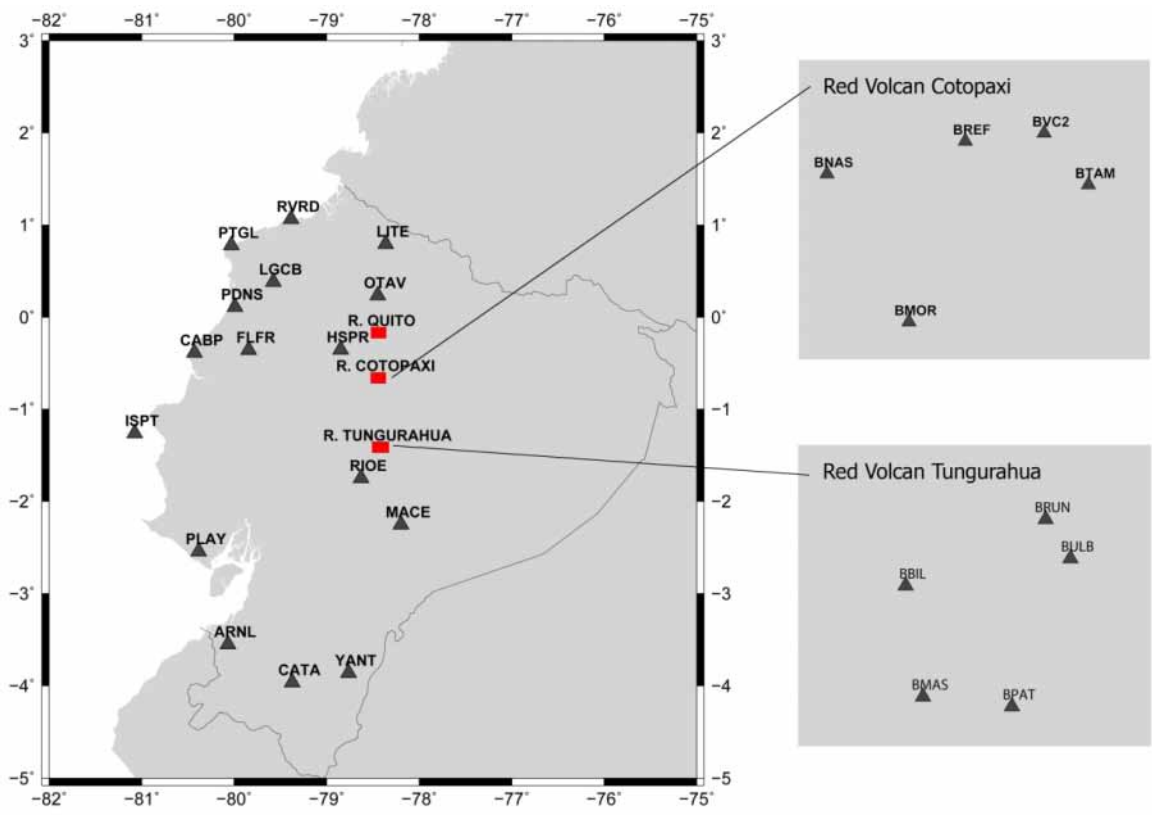 −82 −81 −80 −79 −78 −77 −76 −75
3˚ 3˚
Red Volcan Cotopaxi
BREF BVC2
2˚ 2˚
BNAS BTAM
RVRD
1˚ 1˚
PTGL LITE
LGCB
OTAV
PDNS
0˚ 0˚
R. QUITO
BMOR
CABP FLFR HSPR
R. COTOPAXI
−1 −1
ISPT
R. TUNGURAHUA
RIOE
Red Volcan Tungurahua
−2 −2
MACE
BRUN
PLAY
BULB
BBIL
−3 −3
ARNL
YANT
CATA
−4 −4
BMAS BPAT
−5 −5
−82 −81 −80 −79 −78 −77 −76 −75˚